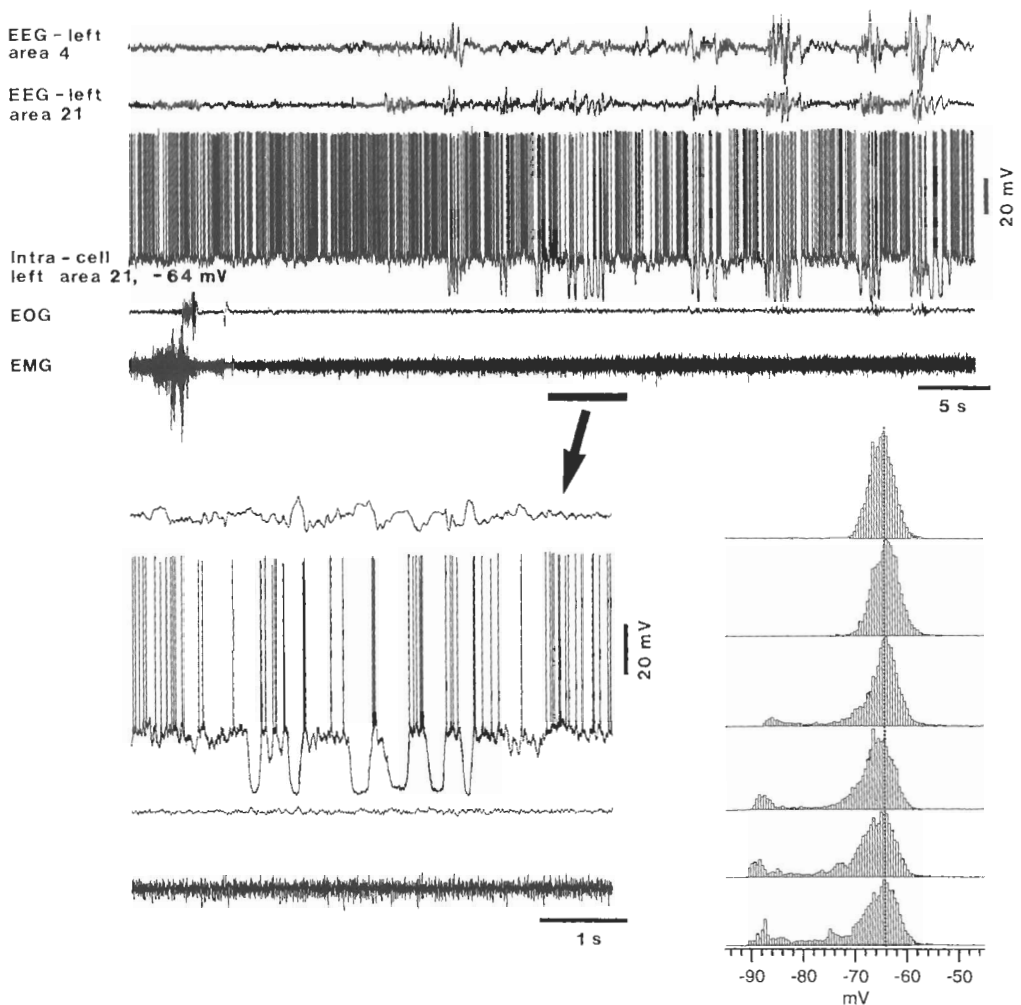 EEG - left
area 4
EEG - left
area 21
20 mV
Intra - cell
left area 21, -64 mV
EOG
EMG
5 s
20 mV
1 s
-90 -80 -70 -60 -50
mV